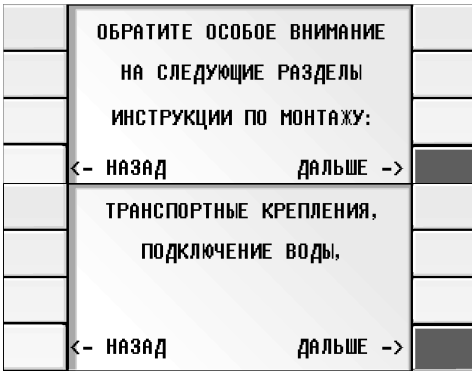 ОБРАТИТЕ ОСОБОЕ ВНИМАНИЕ
НА СЛЕДУЮЩИЕ РАЗДЕЛЫ
ИНСТРУКЦИИ ПО МОНТАЖУ:
<- НАЗАД ДАЛЬШЕ ->
ТРАНСПОРТНЫЕ КРЕПЛЕНИЯ,
ПОДКЛЮЧЕНИЕ ВОДЫ,
<- НАЗАД ДАЛЬШЕ ->